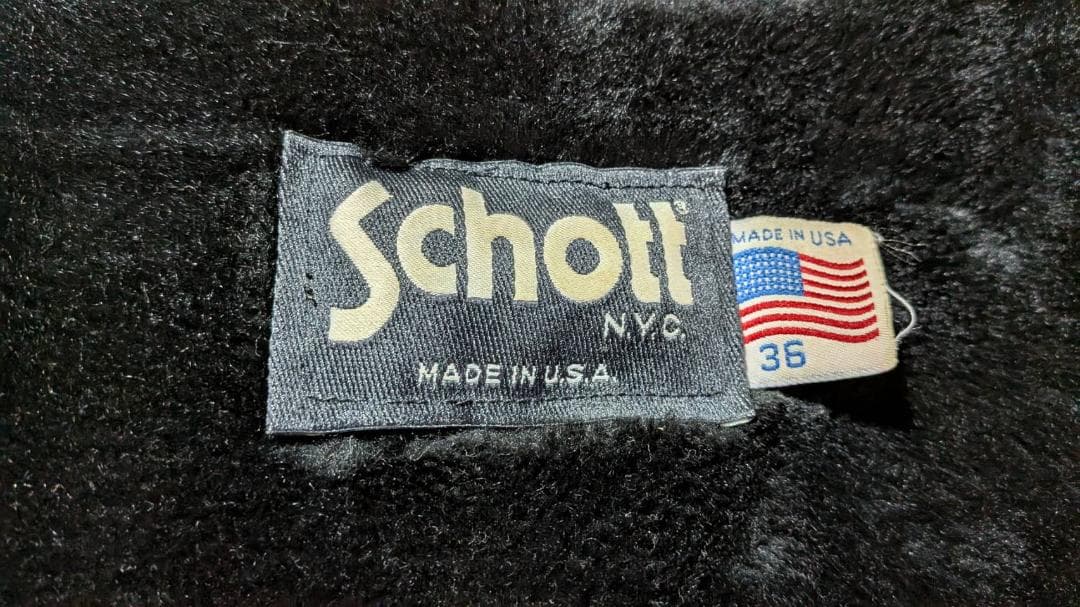 Schott®
N.Y.C.
MADE IN U.S.A.
MADE IN USA
36